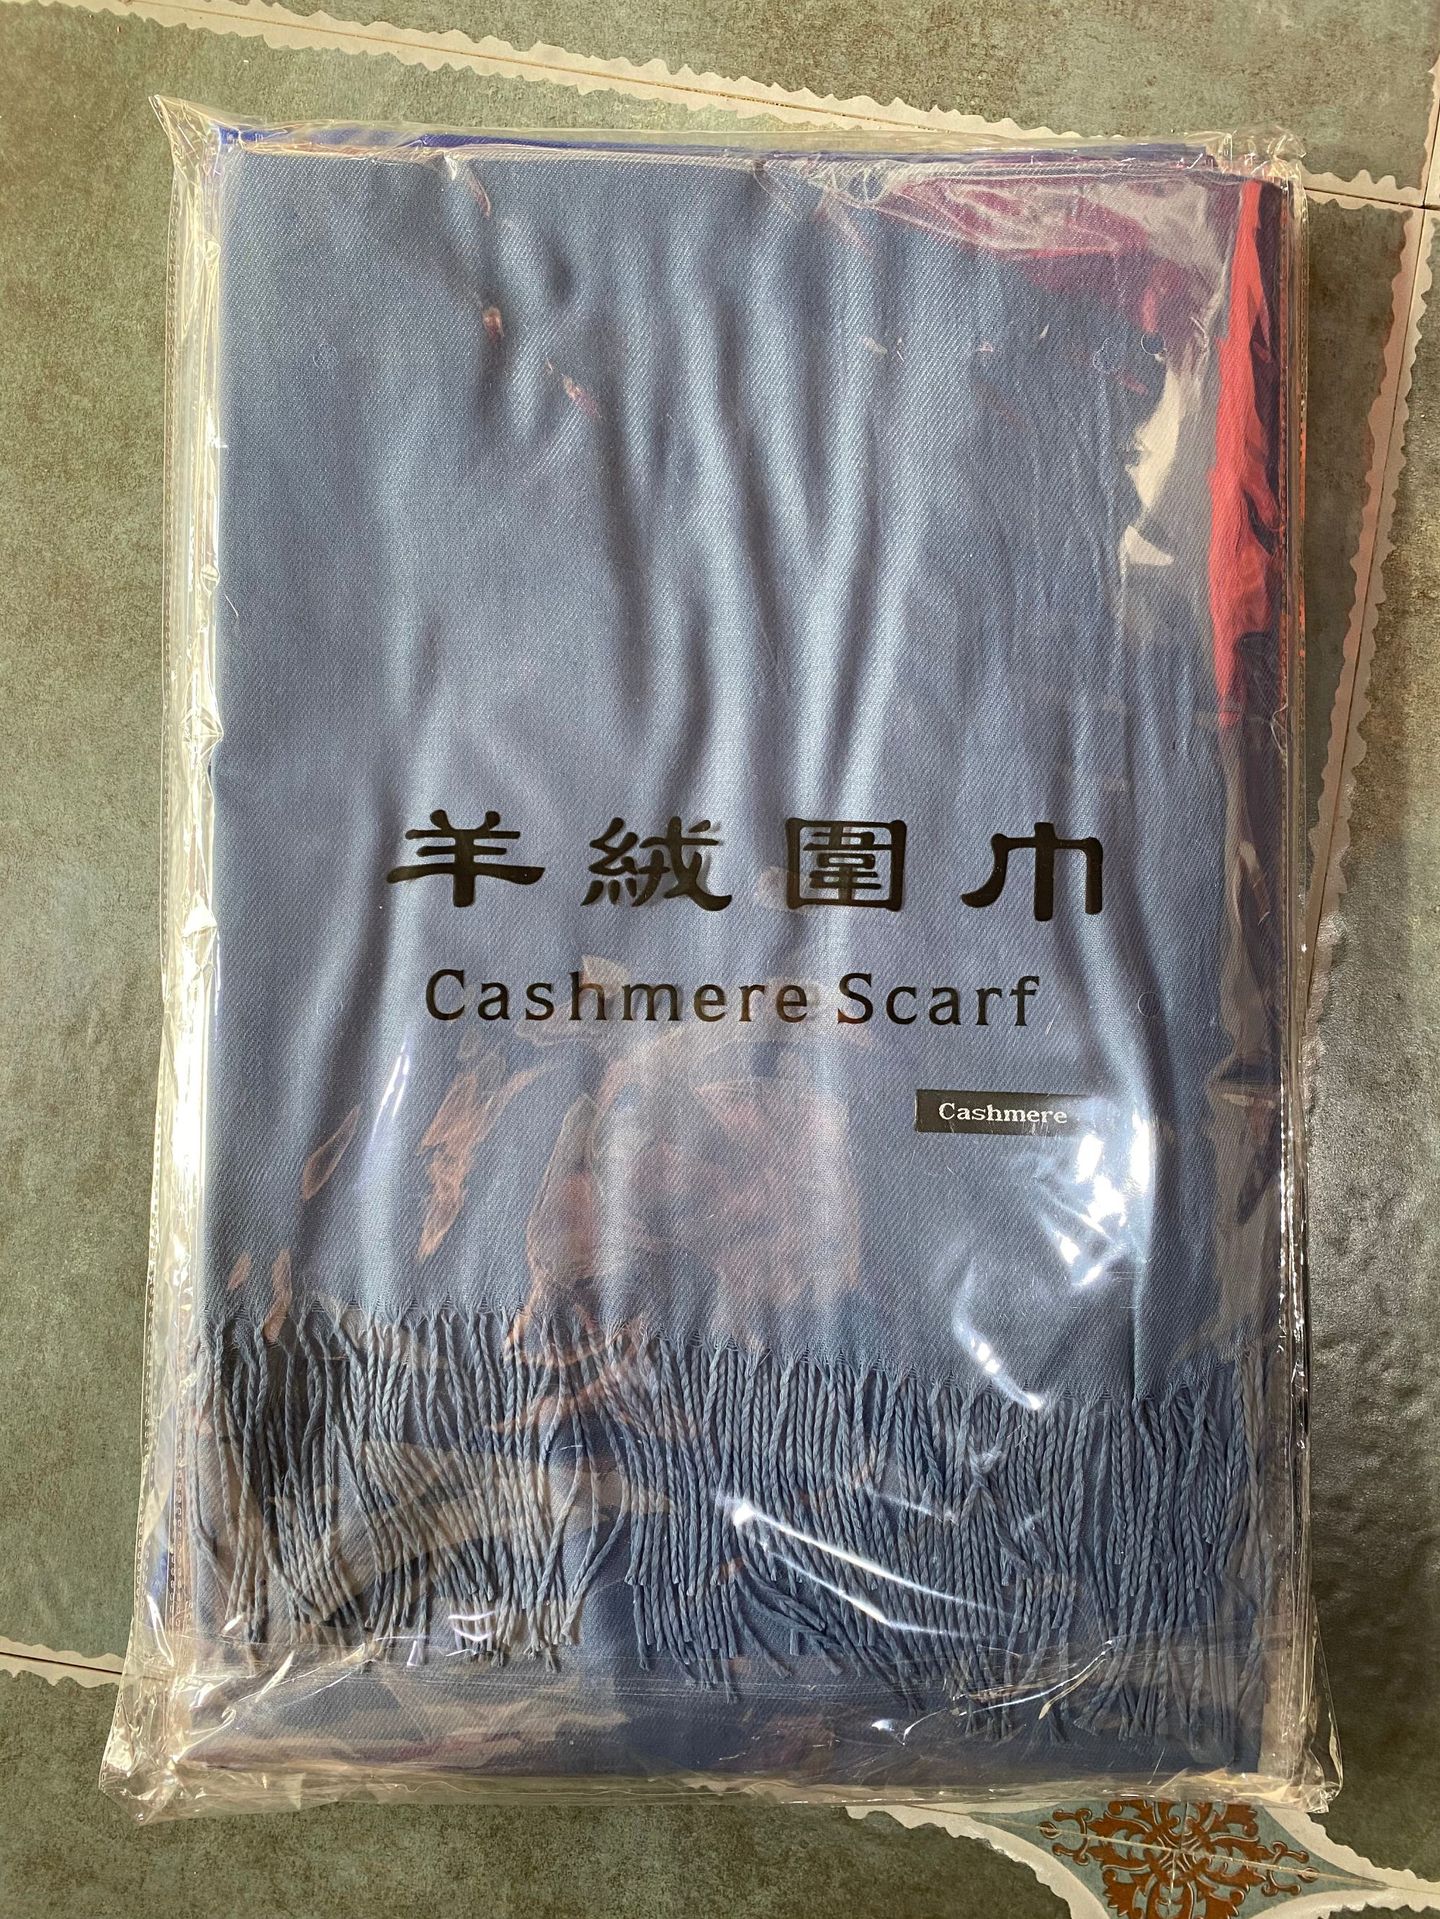 羊絨圍巾
Cashmere Scarf
Cashmere